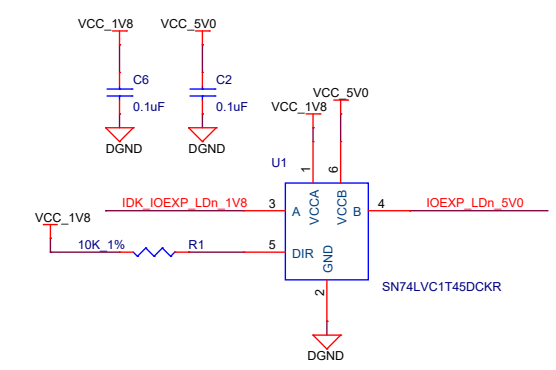 VCC_1V8
VCC_5V0
C6
0.1uF
C2
0.1uF
DGND
DGND
VCC_5V0
VCC_1V8
U1
1
6
VCCA
VCCB
IDK_IOEXP_LDn_1V8
3
A
B
4
IOEXP_LDn_5V0
VCC_1V8
10K_1%
R1
5
DIR
GND
2
SN74LVC1T45DCKR
DGND